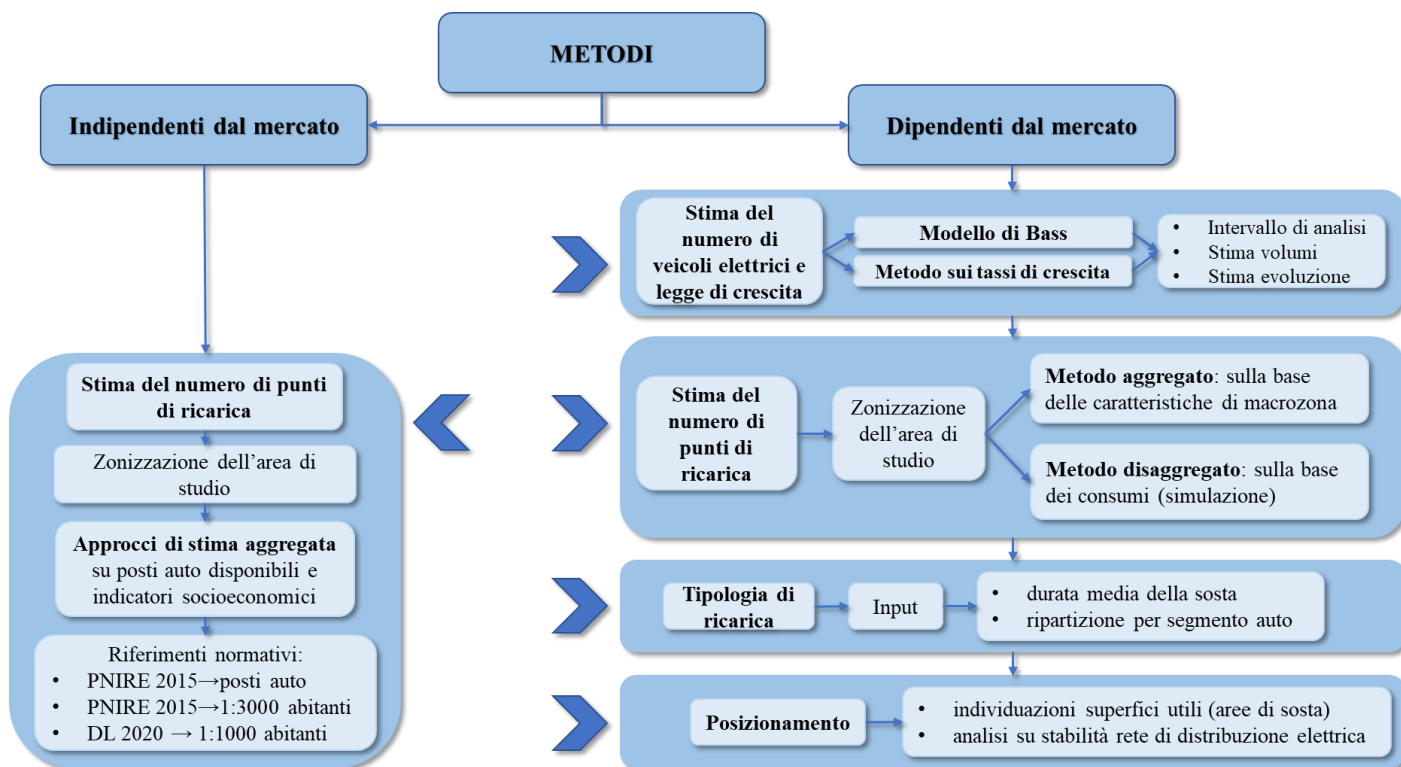 METODI
Indipendenti dal mercato
Stima del numero di punti
di ricarica
Zonizzazione dell'area di
studio
Approcci di stima aggregata
su posti auto disponibili e
indicatori socioeconomici
Riferimenti normativi:
• PNIRE 2015→posti auto
• PNIRE 2015→1:3000 abitanti
• DL 2020 → 1:1000 abitanti
Dipendenti dal mercato
Stima del
numero di
veicoli elettrici e
legge di crescita
Modello di Bass
Metodo sui tassi di crescita
• Intervallo di analisi
• Stima volumi
• Stima evoluzione
Stima del
numero di
punti di
ricarica
Zonizzazione
dell'area di
studio
Metodo aggregato: sulla base
delle caratteristiche di macrozona
Metodo disaggregato: sulla base
dei consumi (simulazione)
Tipologia di
ricarica
Input
• durata media della sosta
• ripartizione per segmento auto
Posizionamento
• individuazioni superfici utili (aree di sosta)
• analisi su stabilità rete di distribuzione elettrica